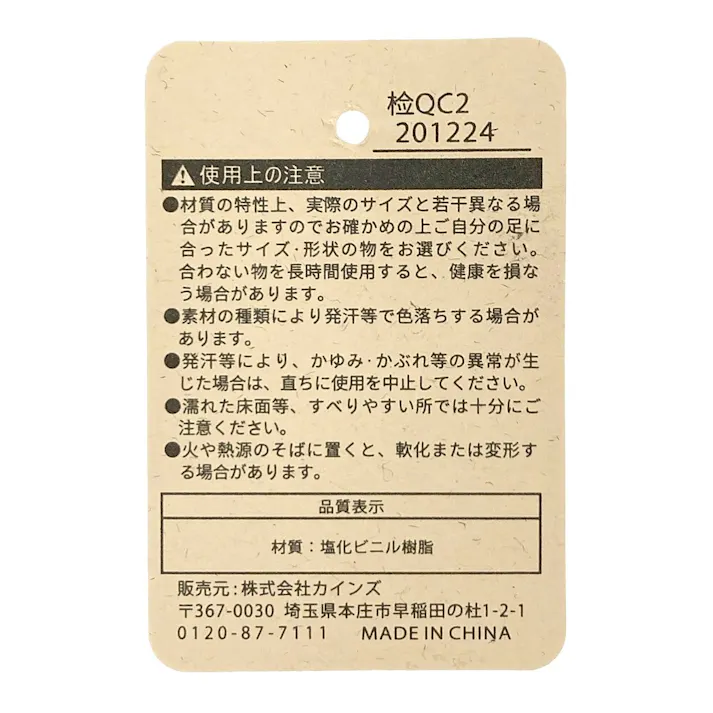 检QC2
201224
⚠使用上の注意
●材質の特性上、実際のサイズと若干異なる場
合がありますのでお確かめの上ご自分の足に
合ったサイズ·形状の物をお選びください。
合わない物を長時間使用すると、健康を損な
う場合があります。
●素材の種類により発汗等で色落ちする場合が
あります。
●発汗等により、かゆみ·かぶれ等の異常が生
じた場合は、直ちに使用を中止してください。
●濡れた床面等、すべりやすい所では十分にご
注意ください。
●火や熱源のそばに置くと、軟化または変形す
る場合があります。
品質表示
材質：塩化ビニル樹脂
販売元：株式会社カインズ
〒367-0030 埼玉県本庄市早稲田の杜1-2-1
0120-87-7111 MADE IN CHINA